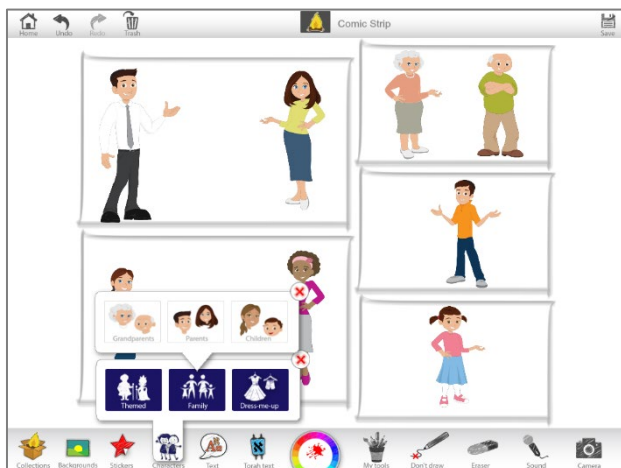 Home Undo Redo Trash Comic Strip Save
Grandparents Parents Children
Themed Family Dress-me-up
Collections Backgrounds Stickers Characters Text Torah text My tools Don't draw Eraser Sound Camera